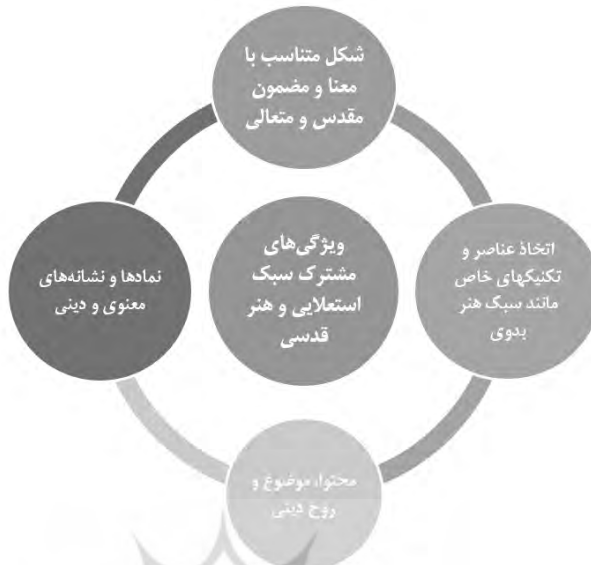 شکل متناسب با
معنا و مضمون
مقدس و متعالی
اتخاذ عناصر و
تکنیکهای خاص
مانند سبک هنر
بدوی
ویژگی‌های
مشترک سبک
استعلایی و هنر
قدسی
نمادها و نشانه‌های
معنوی و دینی
محتوا، موضوع و
روح دینی